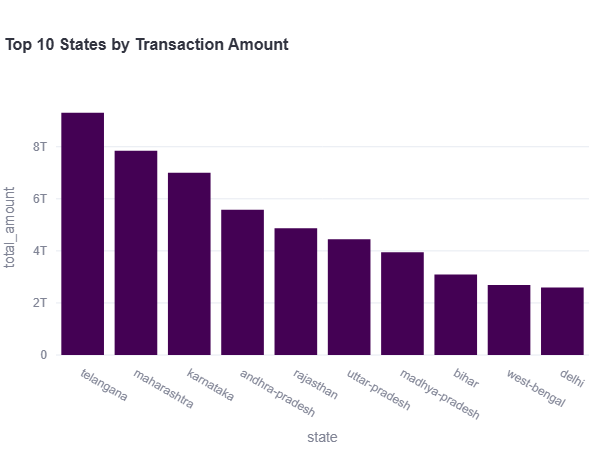 Top 10 States by Transaction Amount
total_amount
8T
6T
4T
2T
0
telangana
maharashtra
karnataka
andhra-pradesh
rajasthan
uttar-pradesh
madhya-pradesh
bihar
west-bengal
delhi
state